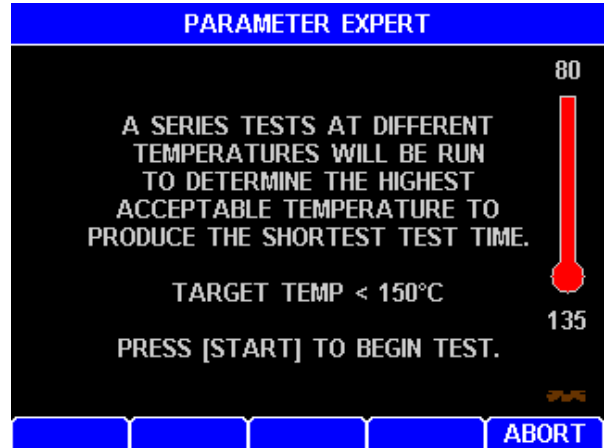 PARAMETER EXPERT
80
A SERIES TESTS AT DIFFERENT
TEMPERATURES WILL BE RUN
TO DETERMINE THE HIGHEST
ACCEPTABLE TEMPERATURE TO
PRODUCE THE SHORTEST TEST TIME.
TARGET TEMP < 150°C
135
PRESS [START] TO BEGIN TEST.
ABORT